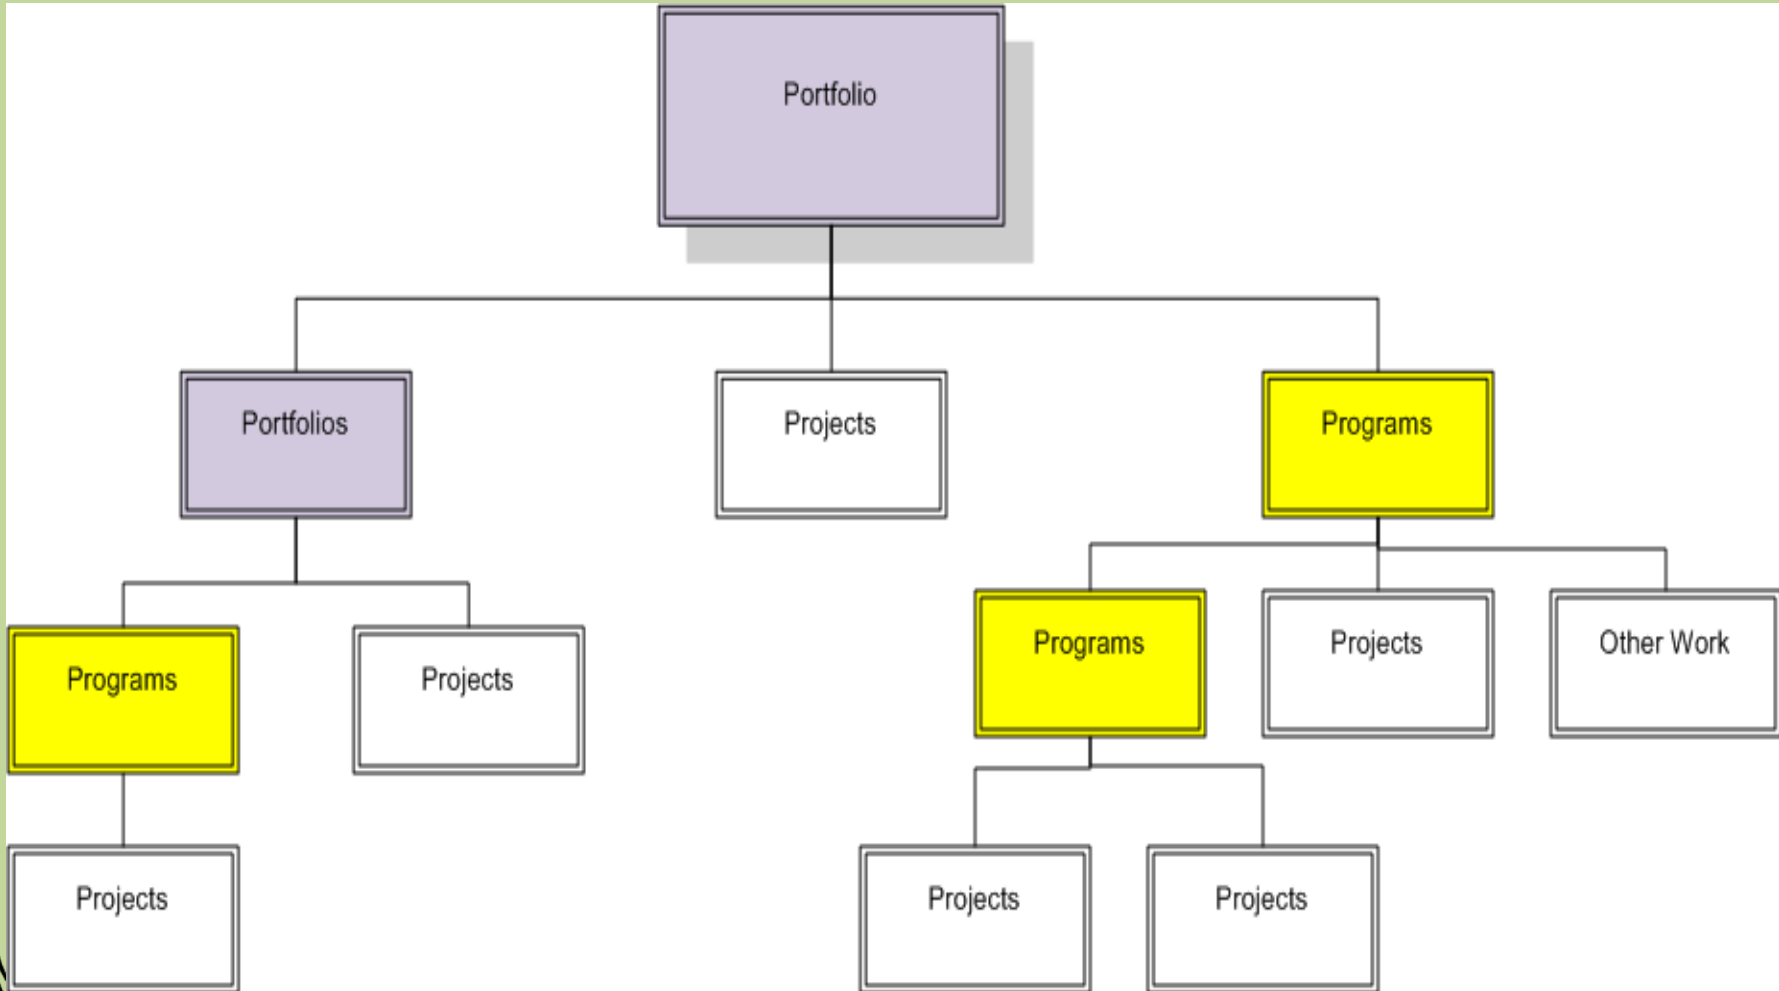 Portfolio
Portfolios
Projects
Programs
Programs
Projects
Other Work
Programs
Projects
Projects
Projects
Projects